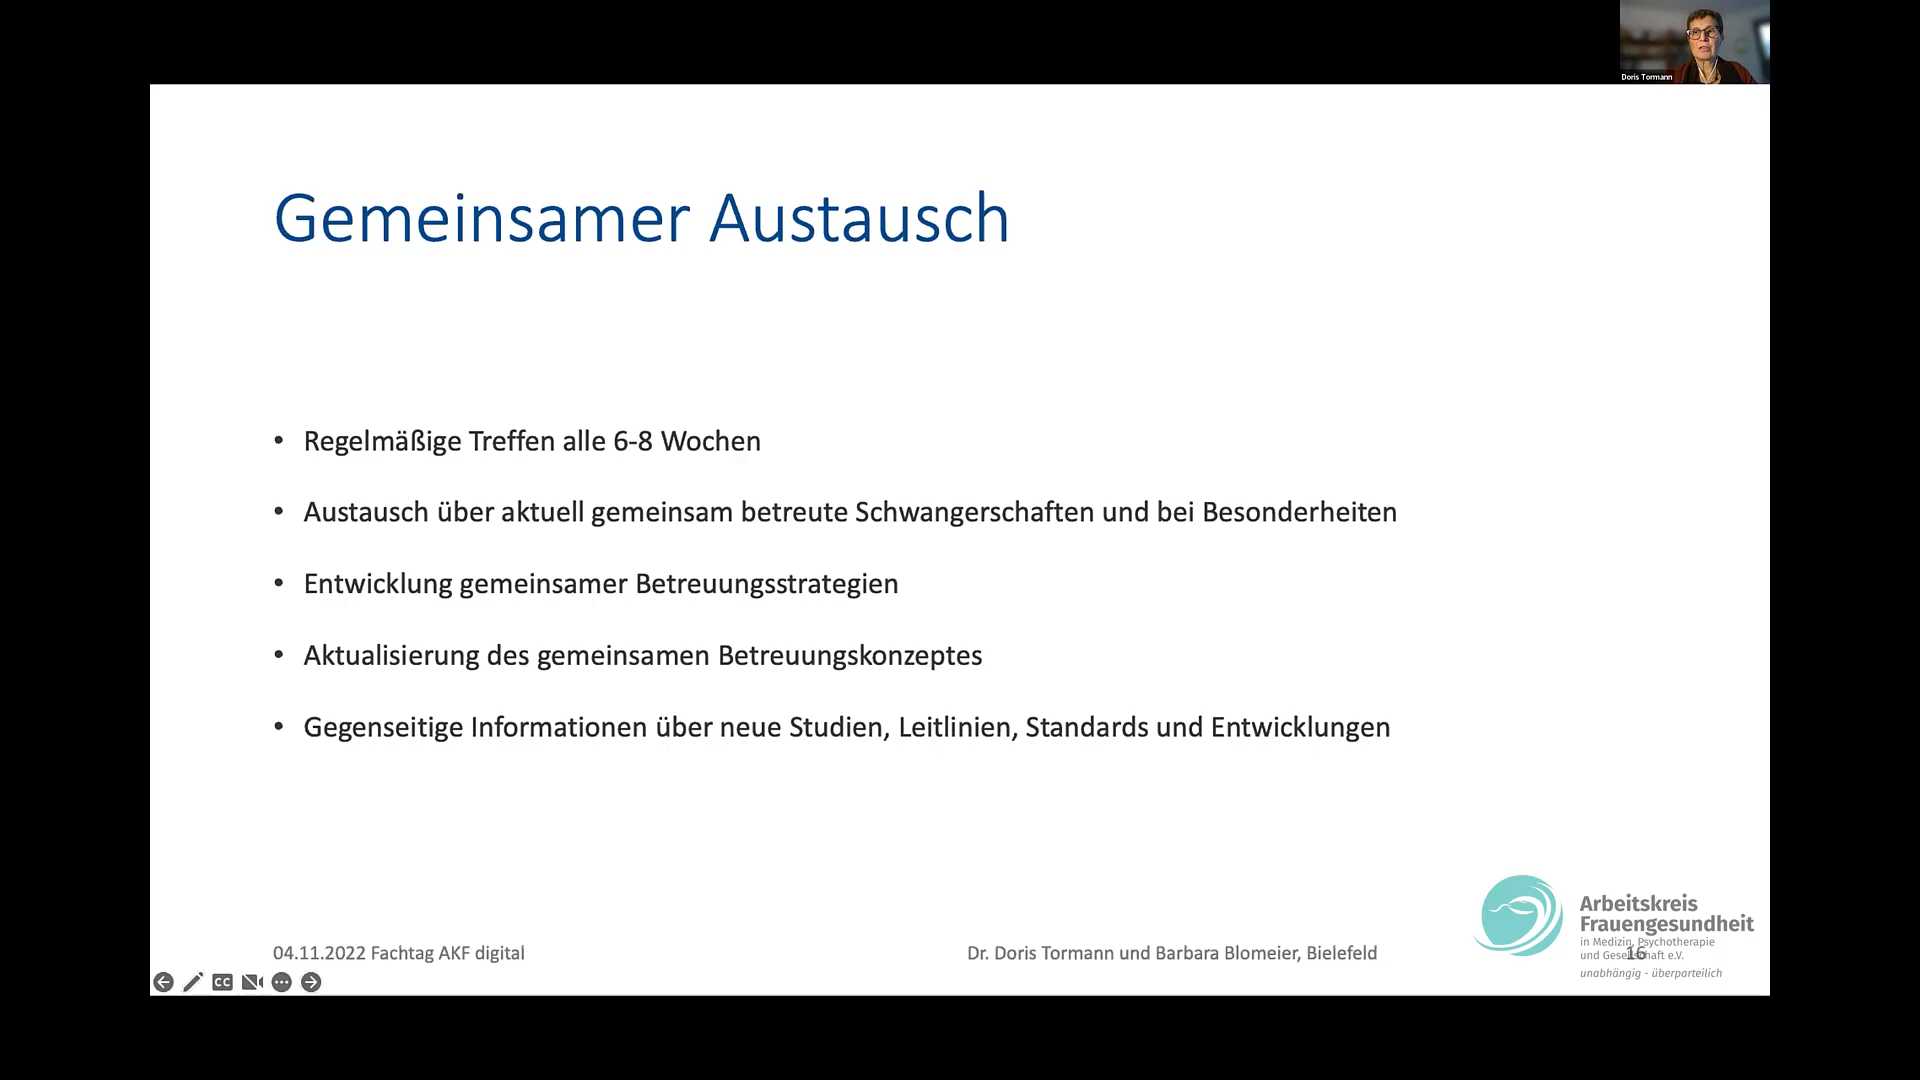 Doris Tormann
Gemeinsamer Austausch
• Regelmäßige Treffen alle 6-8 Wochen
• Austausch über aktuell gemeinsam betreute Schwangerschaften und bei Besonderheiten
• Entwicklung gemeinsamer Betreuungsstrategien
• Aktualisierung des gemeinsamen Betreuungskonzeptes
• Gegenseitige Informationen über neue Studien, Leitlinien, Standards und Entwicklungen
04.11.2022 Fachtag AKF digital
Dr. Doris Tormann und Barbara Blomeier, Bielefeld
16
Arbeitskreis
Frauengesundheit
in Medizin, Psychotherapie
und Gesellschaft e.V.
unabhängig - überparteilich
CC